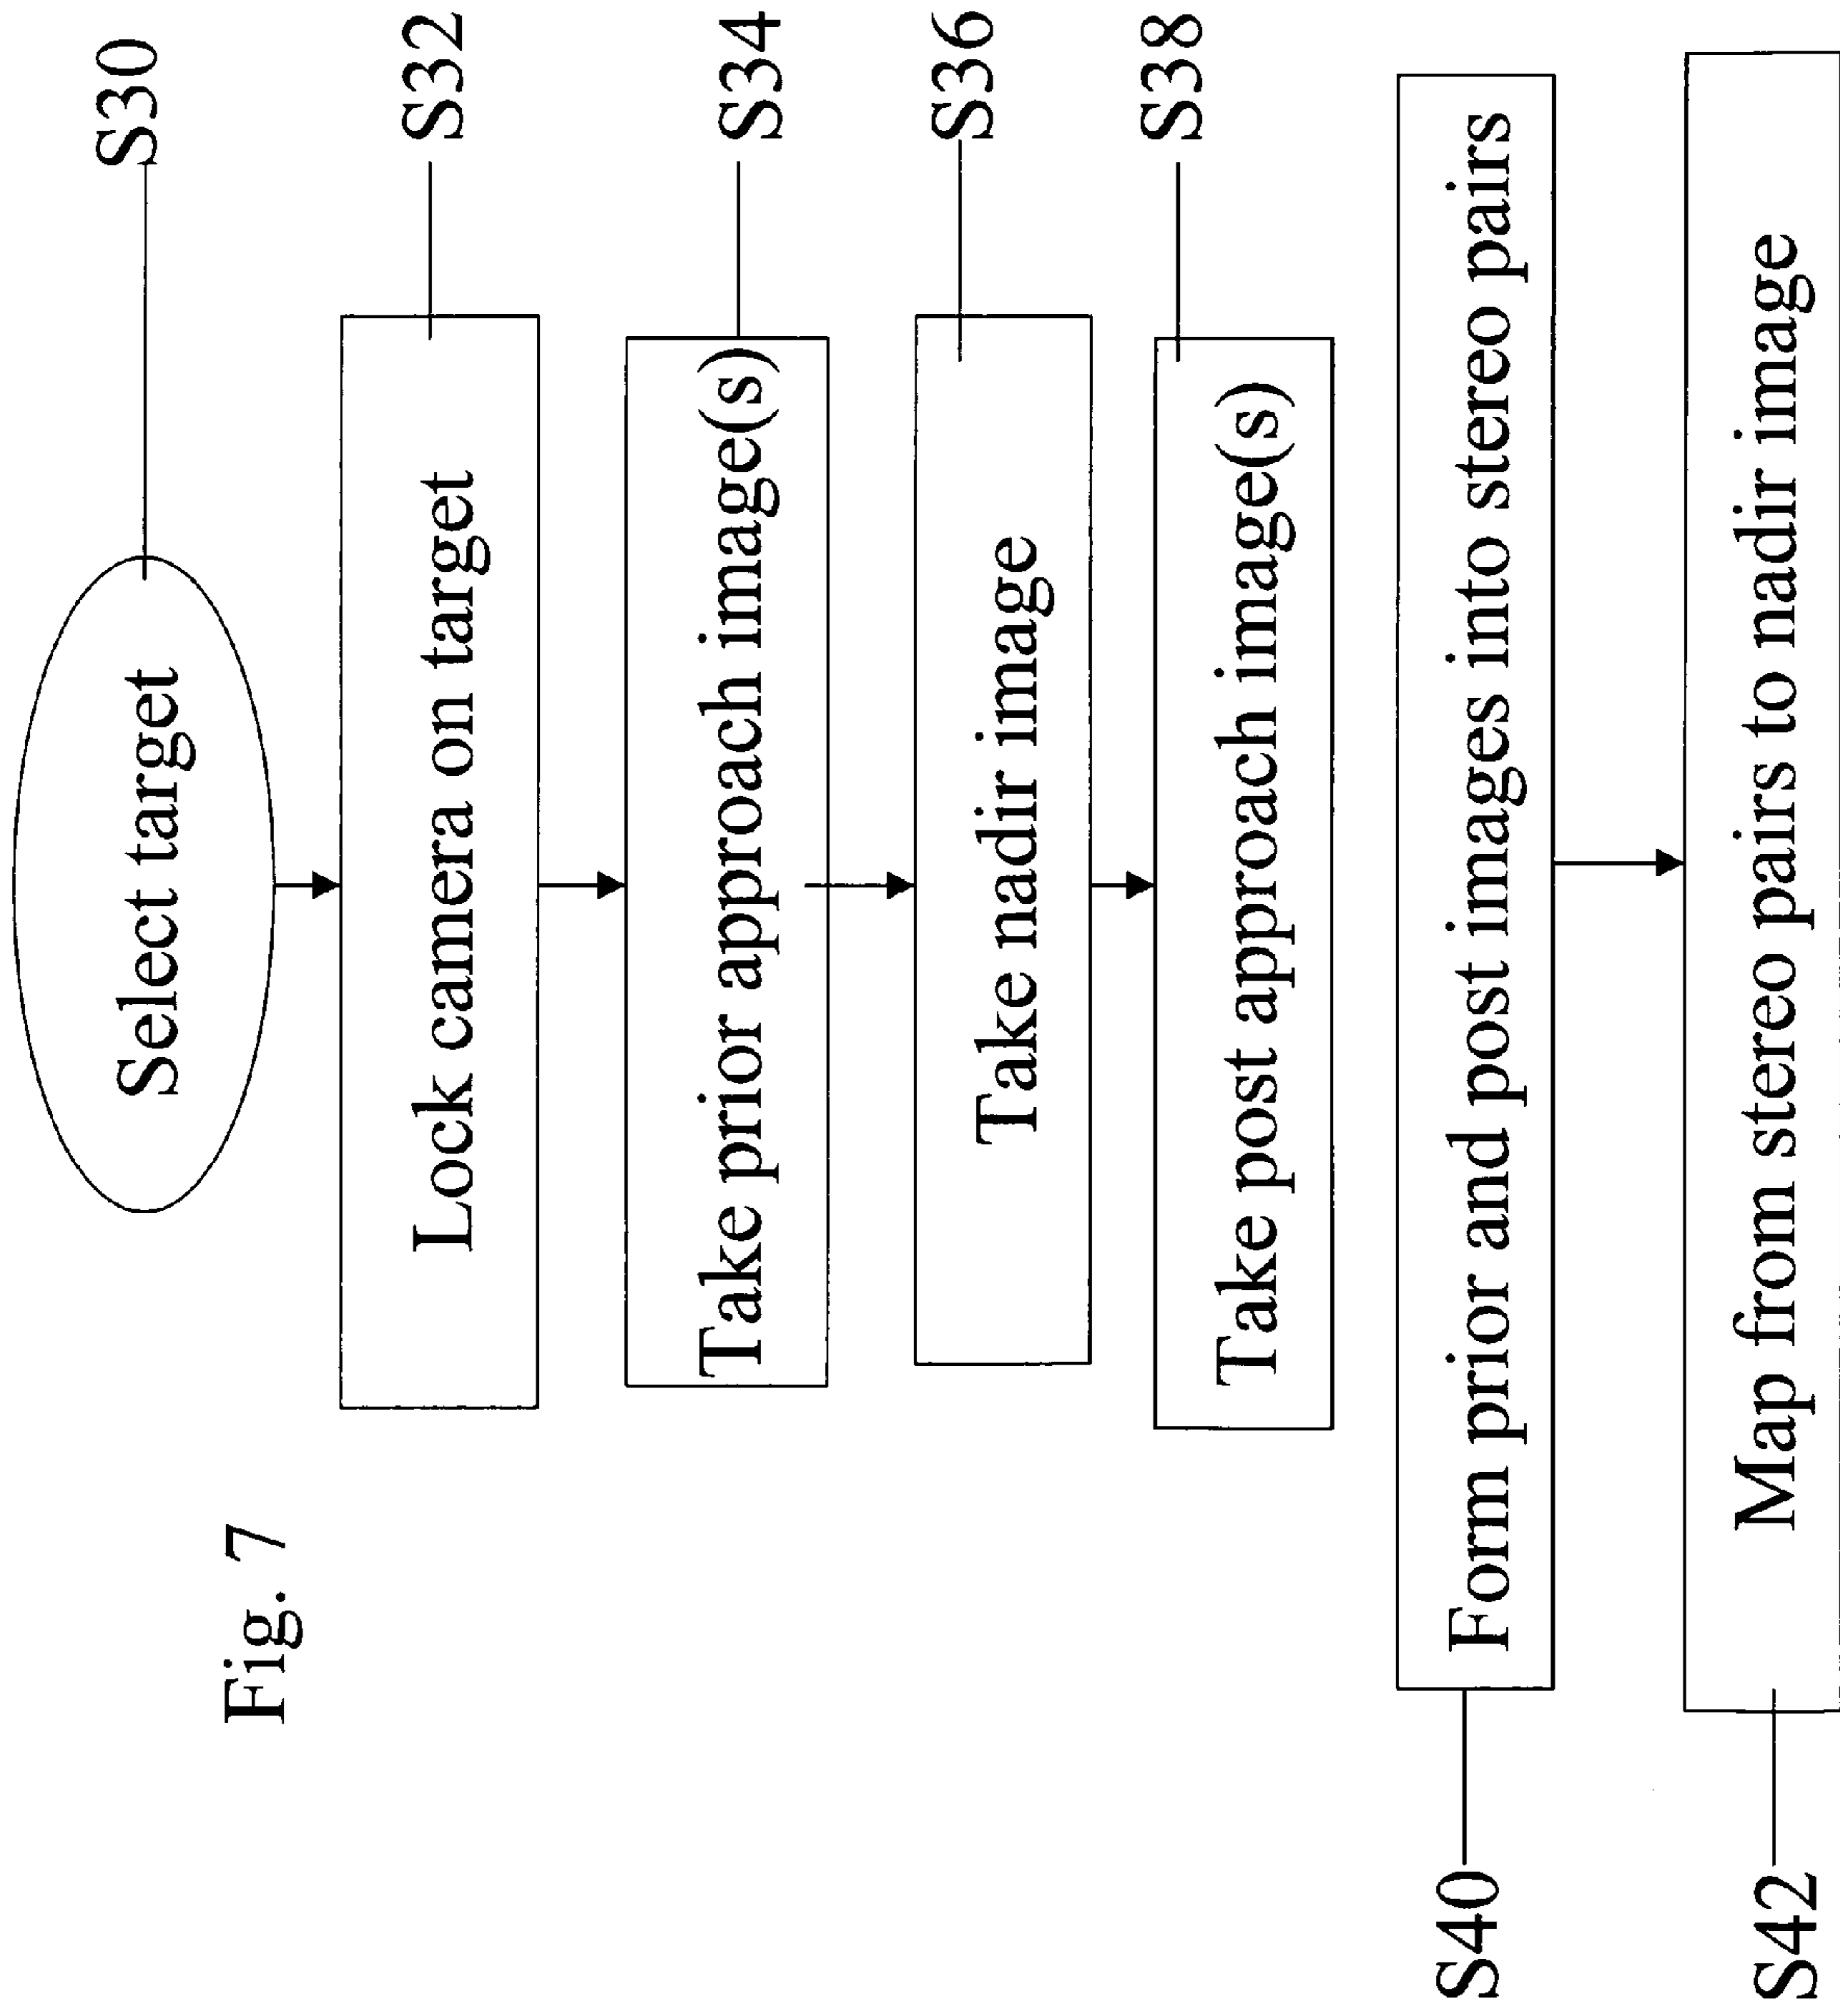 Fig. 7
Select target
S30
Lock camera on target
S32
Take prior approach image(s)
S34
Take nadir image
S36
Take post approach image(s)
S38
S40
Form prior and post images into stereo pairs
S42
Map from stereo pairs to nadir image